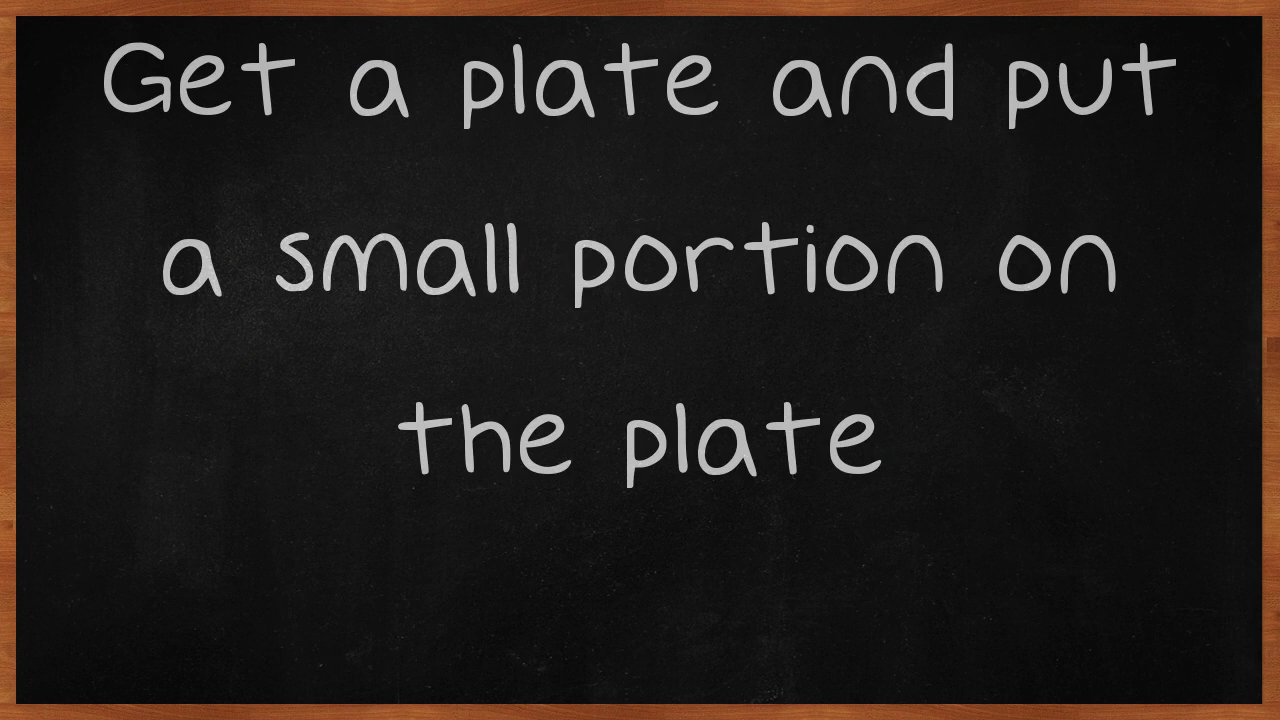 Get a plate and put
a small portion on
the plate